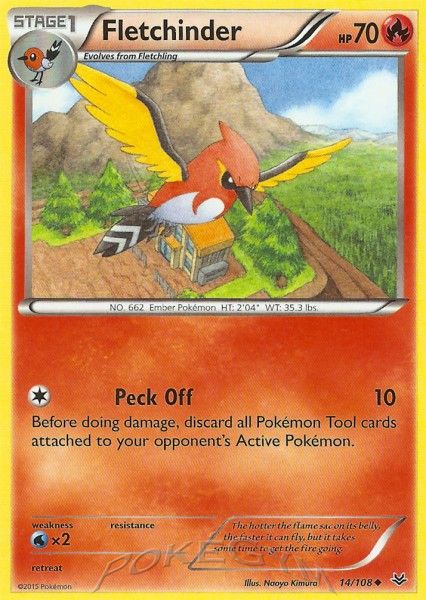 STAGE1
Fletchinder
HP70
Evolves from Fletchling
NO. 662 Ember Pokémon HT: 2'04" WT: 35.3 lbs.
Peck Off 10
Before doing damage, discard all Pokémon Tool cards
attached to your opponent's Active Pokémon.
weakness resistance
×2
retreat
The hotter the flame sac on its belly,
the faster it can fly, but it takes
some time to get the fire going.
©2015 Pokémon
Illus. Naoyo Kimura
14/108